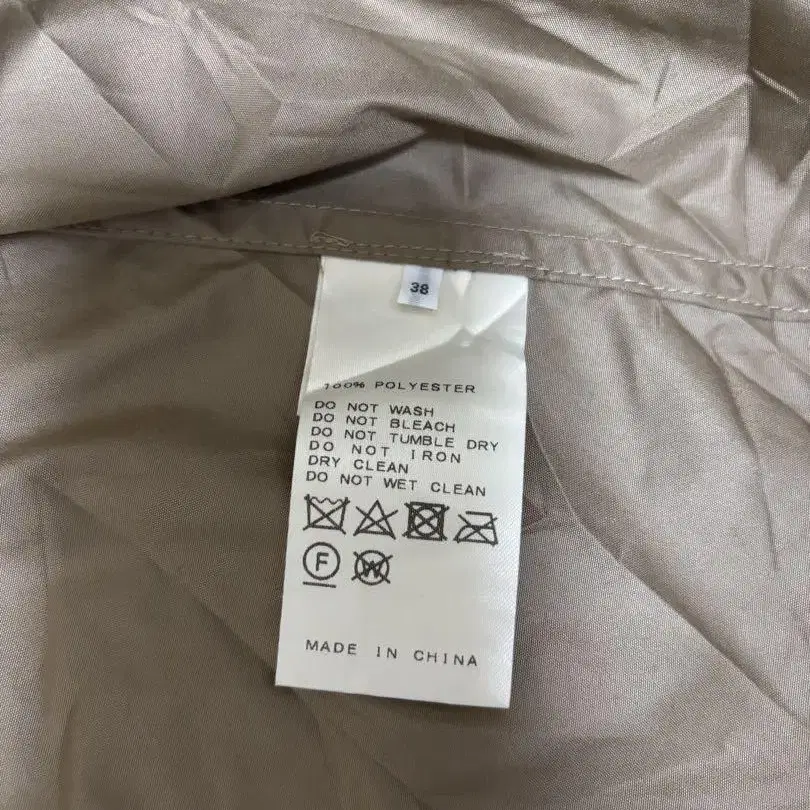 38
100% POLYESTER
DO NOT WASH
DO NOT BLEACH
DO NOT TUMBLE DRY
DO NOT IRON
DRY CLEAN
DO NOT WET CLEAN
F W
MADE IN CHINA